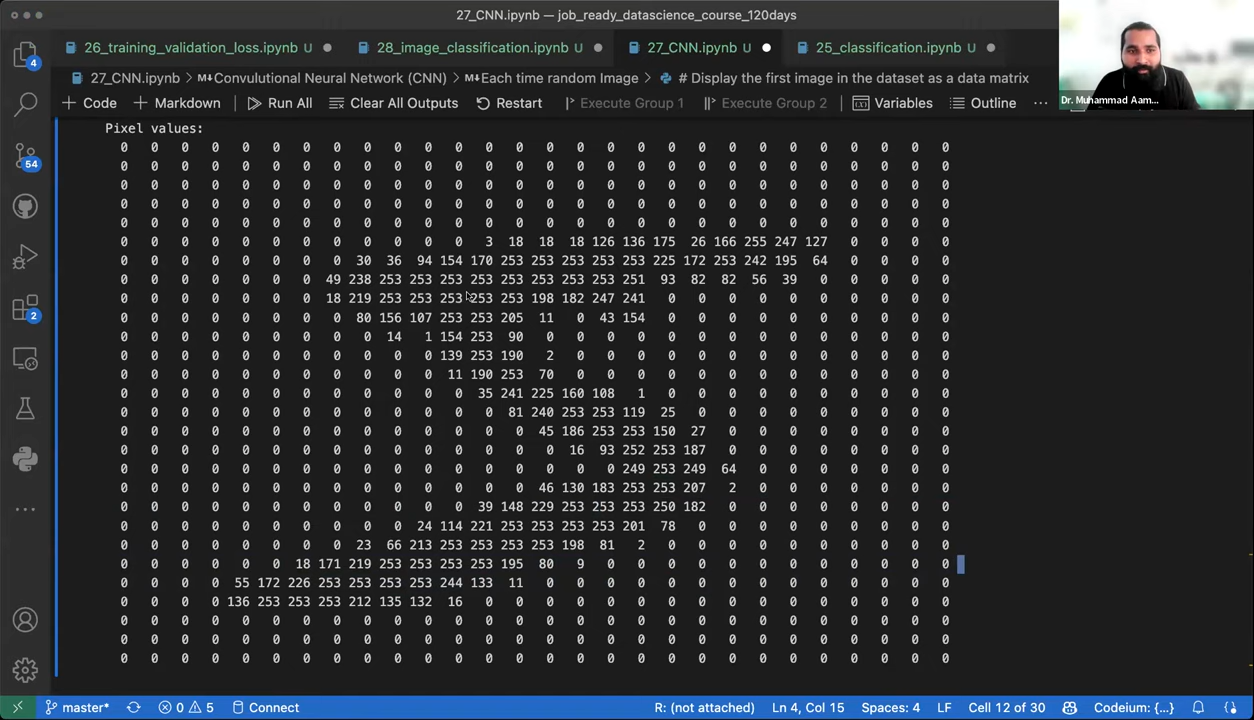 27_CNN.ipynb — job_ready_datascience_course_120days
26_training_validation_loss.ipynb U 28_image_classification.ipynb U 27_CNN.ipynb U 25_classification.ipynb U
27_CNN.ipynb > Convulutional Neural Network (CNN) > Each time random Image > # Display the first image in the dataset as a data matrix
Code Markdown Run All Clear All Outputs Restart Execute Group 1 Execute Group 2 Variables Outline ...
Dr. Muhammad Aam...
Pixel values:
0 0 0 0 0 0 0 0 0 0 0 0 0 0 0 0 0 0 0 0 0 0 0 0 0 0 0 0
0 0 0 0 0 0 0 0 0 0 0 0 0 0 0 0 0 0 0 0 0 0 0 0 0 0 0 0
0 0 0 0 0 0 0 0 0 0 0 0 0 0 0 0 0 0 0 0 0 0 0 0 0 0 0 0
0 0 0 0 0 0 0 0 0 0 0 0 0 0 0 0 0 0 0 0 0 0 0 0 0 0 0 0
0 0 0 0 0 0 0 0 0 0 0 0 0 0 0 0 0 0 0 0 0 0 0 0 0 0 0 0
0 0 0 0 0 0 0 0 0 0 0 0 3 18 18 18 126 136 175 26 166 255 247 127 0 0 0 0
0 0 0 0 0 0 0 0 30 36 94 154 170 253 253 253 253 253 225 172 253 242 195 64 0 0 0 0
0 0 0 0 0 0 0 49 238 253 253 253 253 253 253 253 253 251 93 82 82 56 39 0 0 0 0 0
0 0 0 0 0 0 0 18 219 253 253 253 253 253 198 182 247 241 0 0 0 0 0 0 0 0 0 0
0 0 0 0 0 0 0 0 80 156 107 253 253 205 11 0 43 154 0 0 0 0 0 0 0 0 0 0
0 0 0 0 0 0 0 0 0 14 1 154 253 90 0 0 0 0 0 0 0 0 0 0 0 0 0 0
0 0 0 0 0 0 0 0 0 0 0 139 253 190 2 0 0 0 0 0 0 0 0 0 0 0 0 0
0 0 0 0 0 0 0 0 0 0 0 11 190 253 70 0 0 0 0 0 0 0 0 0 0 0 0 0
0 0 0 0 0 0 0 0 0 0 0 0 35 241 225 160 108 1 0 0 0 0 0 0 0 0 0 0
0 0 0 0 0 0 0 0 0 0 0 0 0 81 240 253 253 119 25 0 0 0 0 0 0 0 0 0
0 0 0 0 0 0 0 0 0 0 0 0 0 0 45 186 253 253 150 27 0 0 0 0 0 0 0 0
0 0 0 0 0 0 0 0 0 0 0 0 0 0 0 16 93 252 253 187 0 0 0 0 0 0 0 0
0 0 0 0 0 0 0 0 0 0 0 0 0 0 0 0 0 249 253 249 64 0 0 0 0 0 0 0
0 0 0 0 0 0 0 0 0 0 0 0 0 0 46 130 183 253 253 207 2 0 0 0 0 0 0 0
0 0 0 0 0 0 0 0 0 0 0 0 39 148 229 253 253 253 250 182 0 0 0 0 0 0 0 0
0 0 0 0 0 0 0 0 0 0 24 114 221 253 253 253 253 201 78 0 0 0 0 0 0 0 0 0
0 0 0 0 0 0 0 0 23 66 213 253 253 253 253 198 81 2 0 0 0 0 0 0 0 0 0 0
0 0 0 0 0 0 18 171 219 253 253 253 253 195 80 9 0 0 0 0 0 0 0 0 0 0 0 0
0 0 0 0 55 172 226 253 253 253 253 244 133 11 0 0 0 0 0 0 0 0 0 0 0 0 0 0
0 0 0 0 136 253 253 253 212 135 132 16 0 0 0 0 0 0 0 0 0 0 0 0 0 0 0 0
0 0 0 0 0 0 0 0 0 0 0 0 0 0 0 0 0 0 0 0 0 0 0 0 0 0 0 0
0 0 0 0 0 0 0 0 0 0 0 0 0 0 0 0 0 0 0 0 0 0 0 0 0 0 0 0
0 0 0 0 0 0 0 0 0 0 0 0 0 0 0 0 0 0 0 0 0 0 0 0 0 0 0 0
4
54
2
master* 0 5 Connect R: (not attached) Ln 4, Col 15 Spaces: 4 LF Cell 12 of 30 Codeium: {...}